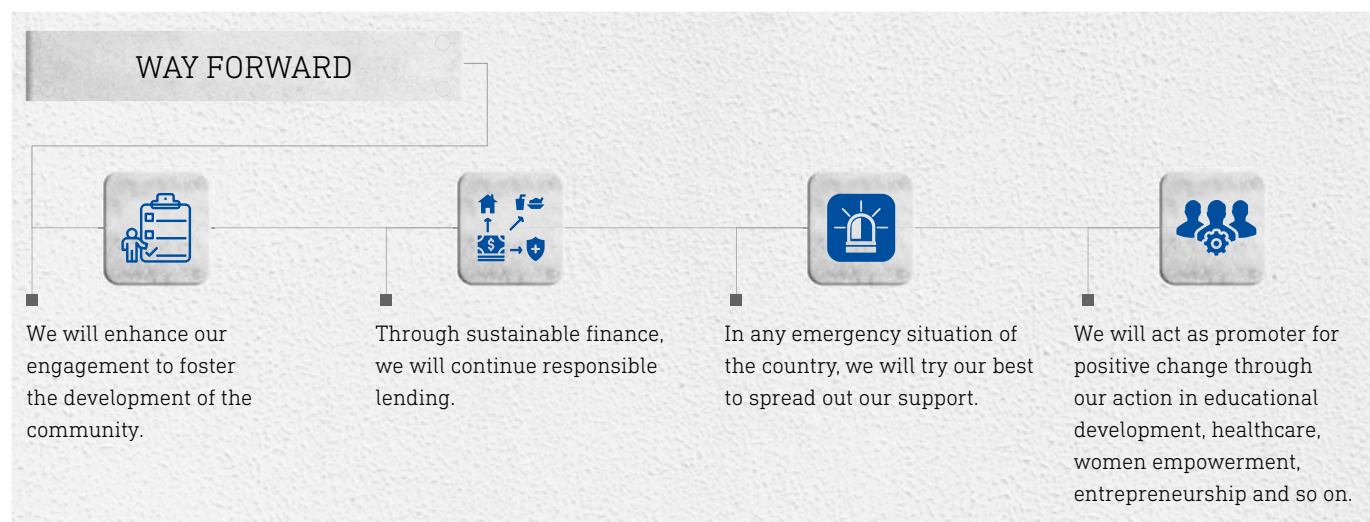 WAY FORWARD
We will enhance our
engagement to foster
the development of the
community.
Through sustainable finance,
we will continue responsible
lending.
In any emergency situation of
the country, we will try our best
to spread out our support.
We will act as promoter for
positive change through
our action in educational
development, healthcare,
women empowerment,
entrepreneurship and so on.